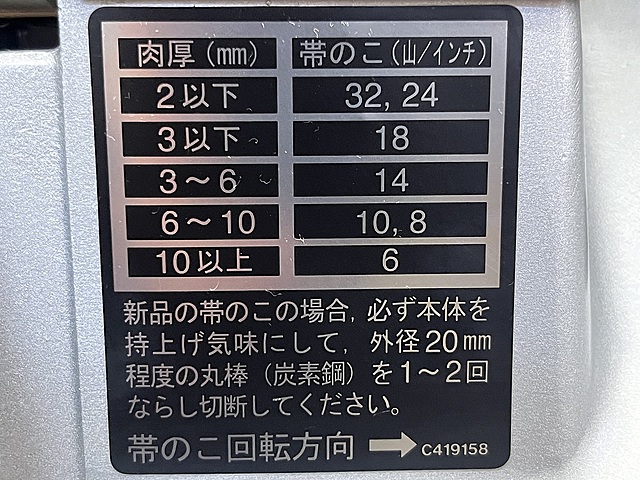 肉厚(mm) 帯のこ(山/インチ)
2以下 32, 24
3以下 18
3～6 14
6～10 10, 8
10以上 6
新品の帯のこの場合, 必ず本体を
持上げ気味にして, 外径20mm
程度の丸棒（炭素鋼）を1～2回
ならし切断してください。
帯のこ回転方向 → C419158